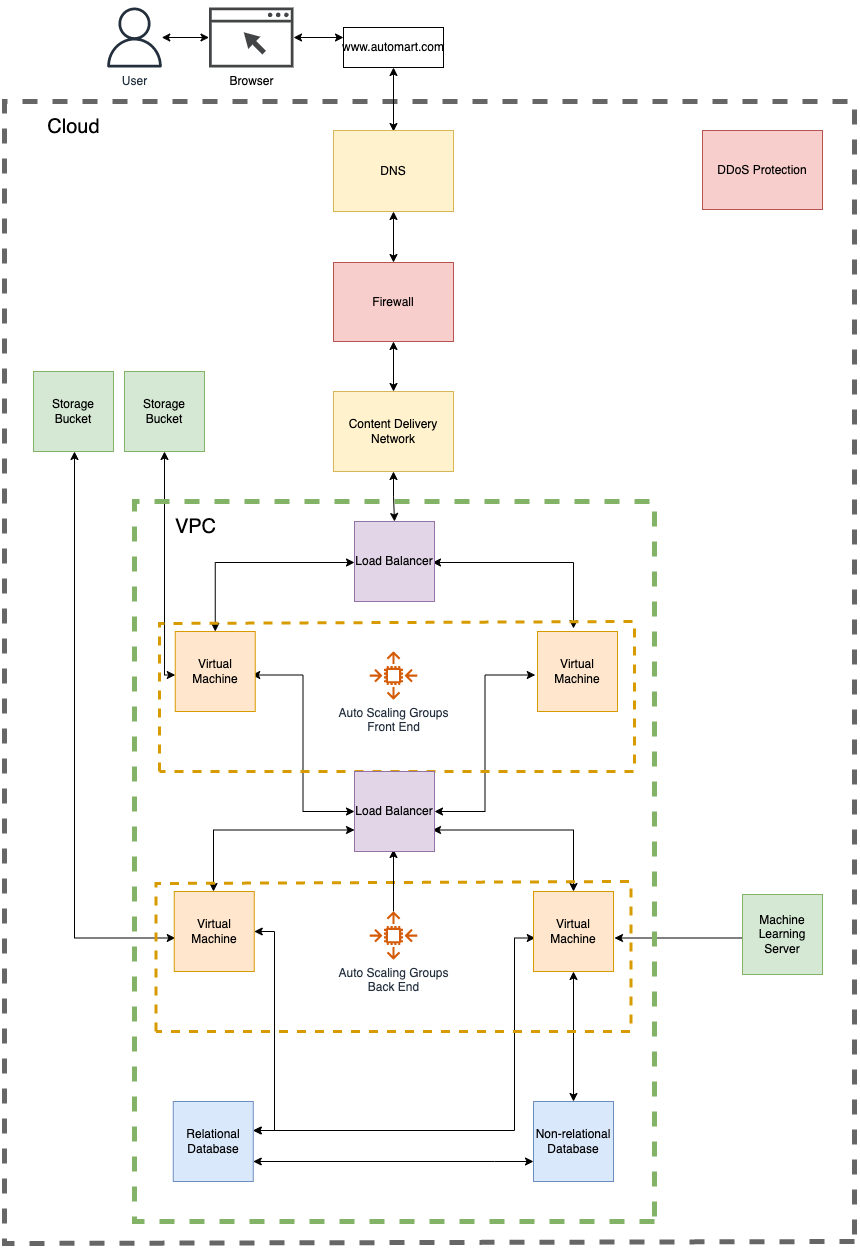 User
Browser
www.automart.com
Cloud
DNS
DDoS Protection
Firewall
Storage
Bucket
Storage
Bucket
Content Delivery
Network
VPC
Load Balancer
Virtual
Machine
Auto Scaling Groups
Front End
Virtual
Machine
Load Balancer
Virtual
Machine
Auto Scaling Groups
Back End
Virtual
Machine
Machine
Learning
Server
Relational
Database
Non-relational
Database